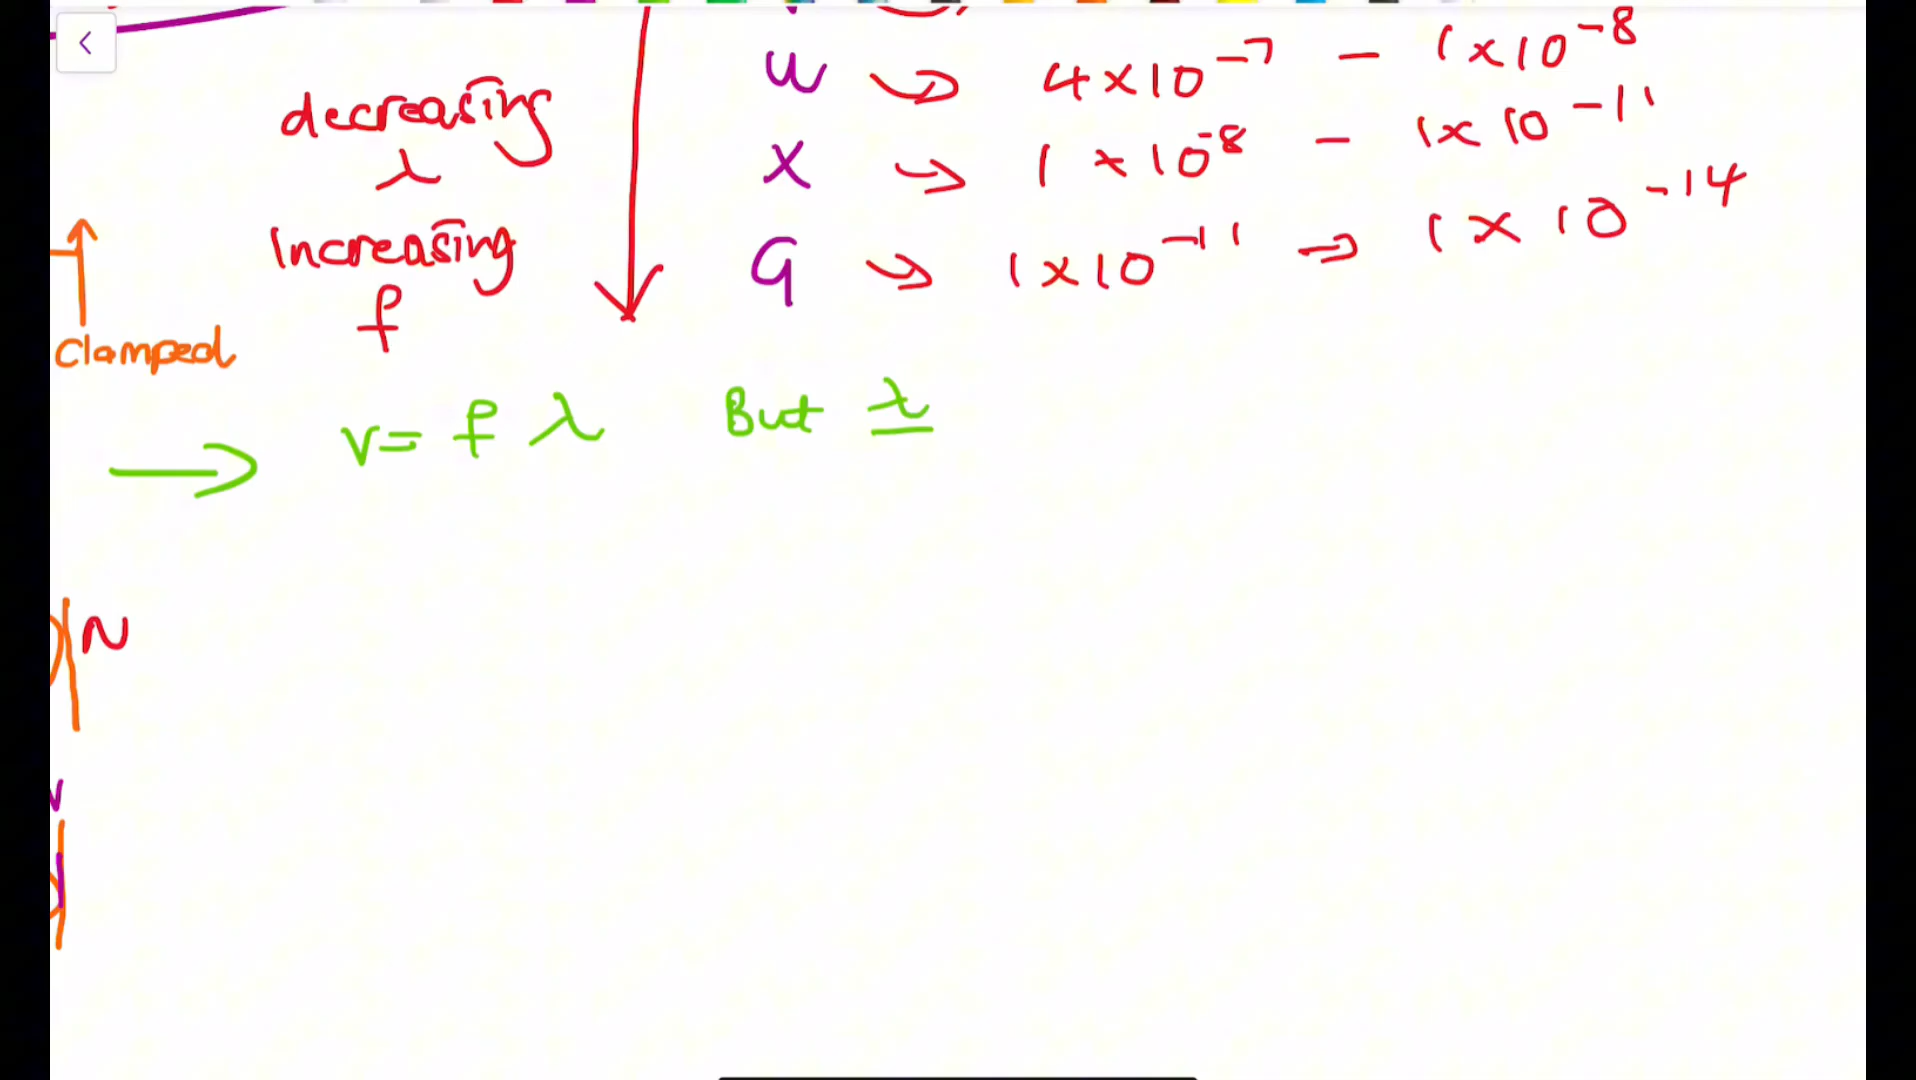 u → 4×10⁻⁷ – 1×10⁻⁸
decreasing
λ
x → 1×10⁻⁸ – 1×10⁻¹¹
increasing
f
G → 1×10⁻¹¹ → 1×10⁻¹⁴
clamped
→ v= f λ But λ
N